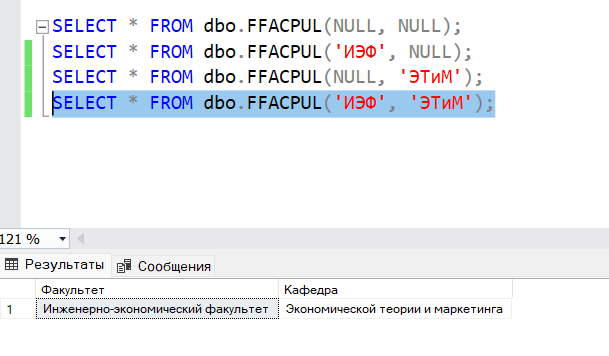 SELECT * FROM dbo.FFACPUL(NULL, NULL);
SELECT * FROM dbo.FFACPUL('ИЭФ', NULL);
SELECT * FROM dbo.FFACPUL(NULL, 'ЭТиМ');
SELECT * FROM dbo.FFACPUL('ИЭФ', 'ЭТиМ');
121 %
Результаты Сообщения
Факультет Кафедра
1 Инженерно-экономический факультет Экономической теории и маркетинга